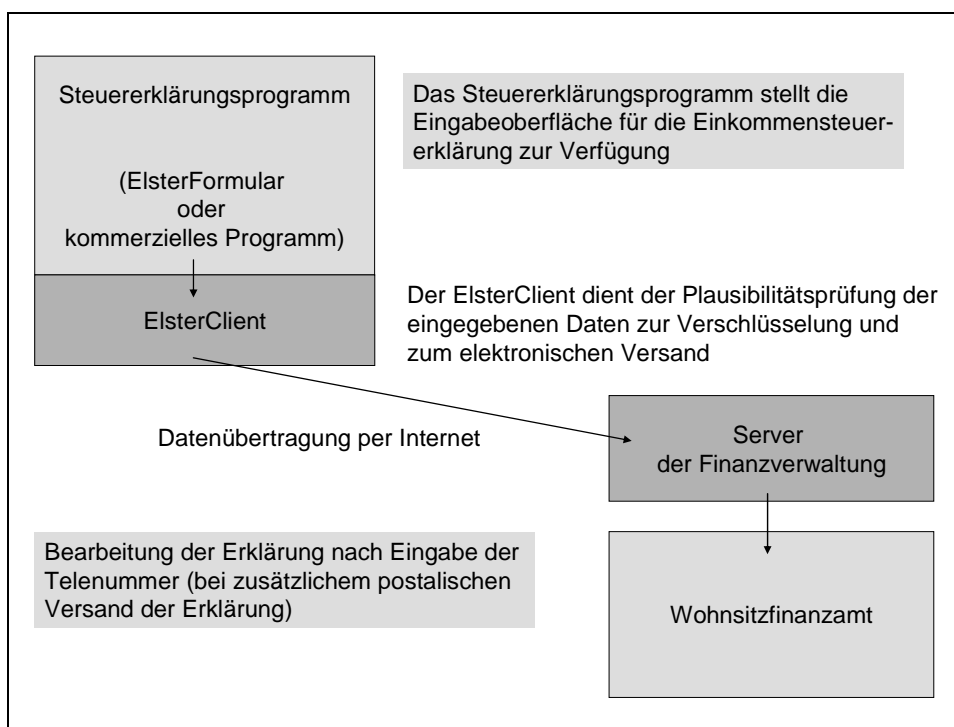 Steuererklärungsprogramm
(ElsterFormular
oder
kommerzielles Programm)
Das Steuererklärungsprogramm stellt die
Eingabeoberfläche für die Einkommensteuer-
erklärung zur Verfügung
ElsterClient
Der ElsterClient dient der Plausibilitätsprüfung der
eingegebenen Daten zur Verschlüsselung und
zum elektronischen Versand
Datenübertragung per Internet
Server
der Finanzverwaltung
Bearbeitung der Erklärung nach Eingabe der
Telenummer (bei zusätzlichem postalischen
Versand der Erklärung)
Wohnsitzfinanzamt